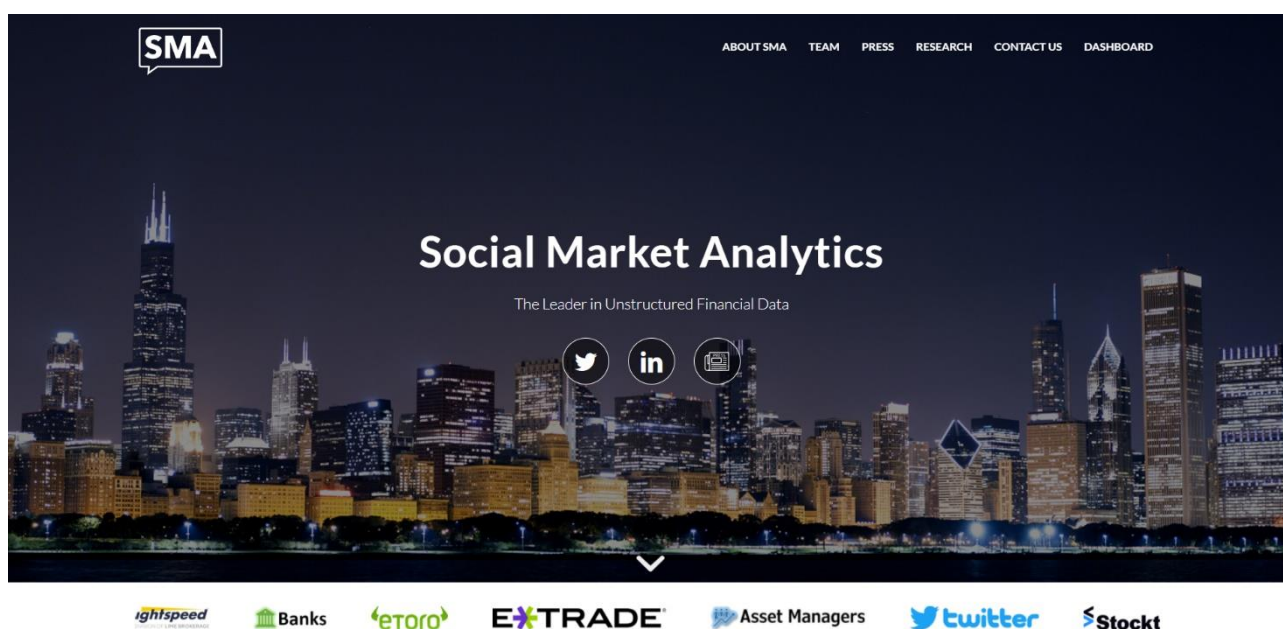 SMA
ABOUT SMA TEAM PRESS RESEARCH CONTACT US DASHBOARD
Social Market Analytics
The Leader in Unstructured Financial Data
in
ightspeed Banks eToro E*TRADE Asset Managers twitter Stockt